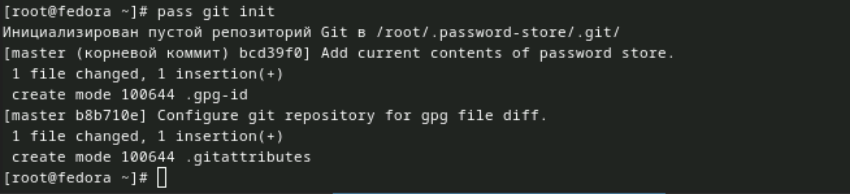 [root@fedora ~]# pass git init
Инициализирован пустой репозиторий Git в /root/.password-store/.git/
[master (корневой коммит) bcd39f0] Add current contents of password store.
 1 file changed, 1 insertion(+)
 create mode 100644 .gpg-id
[master b8b710e] Configure git repository for gpg file diff.
 1 file changed, 1 insertion(+)
 create mode 100644 .gitattributes
[root@fedora ~]#